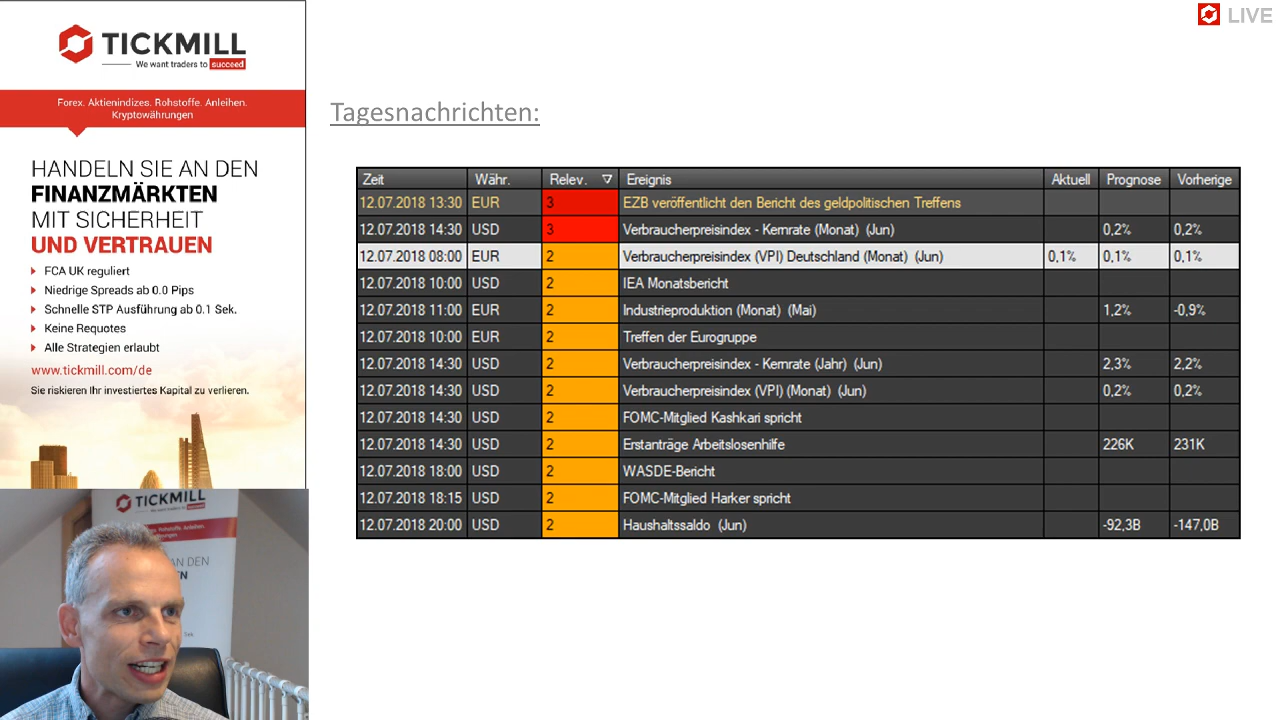 TICKMILL
We want traders to succeed
Forex. Aktienindizes. Rohstoffe. Anleihen.
Kryptowährungen
HANDELN SIE AN DEN
FINANZMÄRKTEN
MIT SICHERHEIT
UND VERTRAUEN
FCA UK reguliert
Niedrige Spreads ab 0.0 Pips
Schnelle STP Ausführung ab 0.1 Sek.
Keine Requotes
Alle Strategien erlaubt
www.tickmill.com/de
Sie riskieren Ihr investiertes Kapital zu verlieren.
LIVE
Tagesnachrichten:
Zeit Währ. Relev. Ereignis Aktuell Prognose Vorherige
12.07.2018 13:30 EUR 3 EZB veröffentlicht den Bericht des geldpolitischen Treffens
12.07.2018 14:30 USD 3 Verbraucherpreisindex - Kernrate (Monat) (Jun) 0,2% 0,2%
12.07.2018 08:00 EUR 2 Verbraucherpreisindex (VPI) Deutschland (Monat) (Jun) 0,1% 0,1% 0,1%
12.07.2018 10:00 USD 2 IEA Monatsbericht
12.07.2018 11:00 EUR 2 Industrieproduktion (Monat) (Mai) 1,2% -0,9%
12.07.2018 10:00 EUR 2 Treffen der Eurogruppe
12.07.2018 14:30 USD 2 Verbraucherpreisindex - Kernrate (Jahr) (Jun) 2,3% 2,2%
12.07.2018 14:30 USD 2 Verbraucherpreisindex (VPI) (Monat) (Jun) 0,2% 0,2%
12.07.2018 14:30 USD 2 FOMC-Mitglied Kashkari spricht
12.07.2018 14:30 USD 2 Erstanträge Arbeitslosenhilfe 226K 231K
12.07.2018 18:00 USD 2 WASDE-Bericht
12.07.2018 18:15 USD 2 FOMC-Mitglied Harker spricht
12.07.2018 20:00 USD 2 Haushaltssaldo (Jun) -92,3B -147,0B
TICKMILL
AN DEN